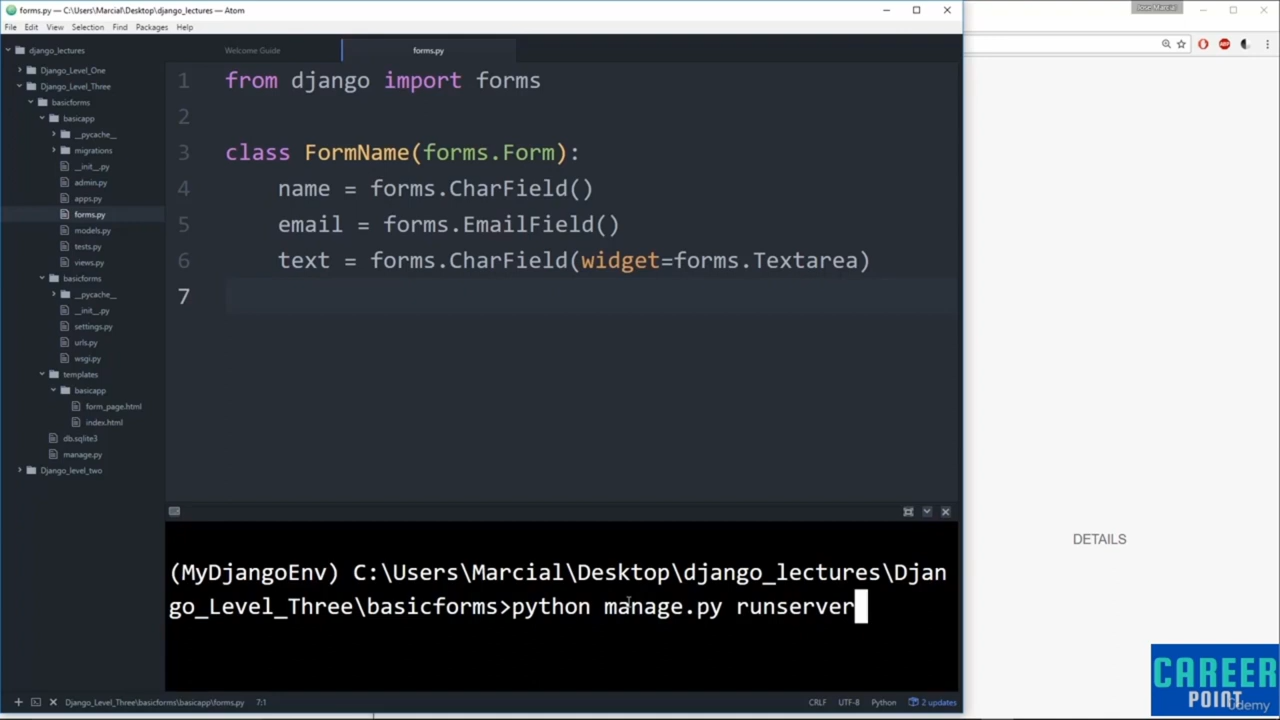 forms.py — C:\Users\Marcial\Desktop\django_lectures — Atom
Jose Marcial
File Edit View Selection Find Packages Help
django_lectures
Django_Level_One
Django_Level_Three
basicforms
basicapp
__pycache__
migrations
__init__.py
admin.py
apps.py
forms.py
models.py
tests.py
views.py
basicforms
__pycache__
__init__.py
settings.py
urls.py
wsgi.py
templates
basicapp
form_page.html
index.html
db.sqlite3
manage.py
Django_level_two
Welcome Guide
forms.py
1 from django import forms
2
3 class FormName(forms.Form):
4 name = forms.CharField()
5 email = forms.EmailField()
6 text = forms.CharField(widget=forms.Textarea)
7
(MyDjangoEnv) C:\Users\Marcial\Desktop\django_lectures\Djan
go_Level_Three\basicforms>python manage.py runserver
Django_Level_Three\basicforms\basicapp\forms.py 7:1
CRLF UTF-8 Python 2 updates
ABP
DETAILS
CAREER
POINT
Udemy